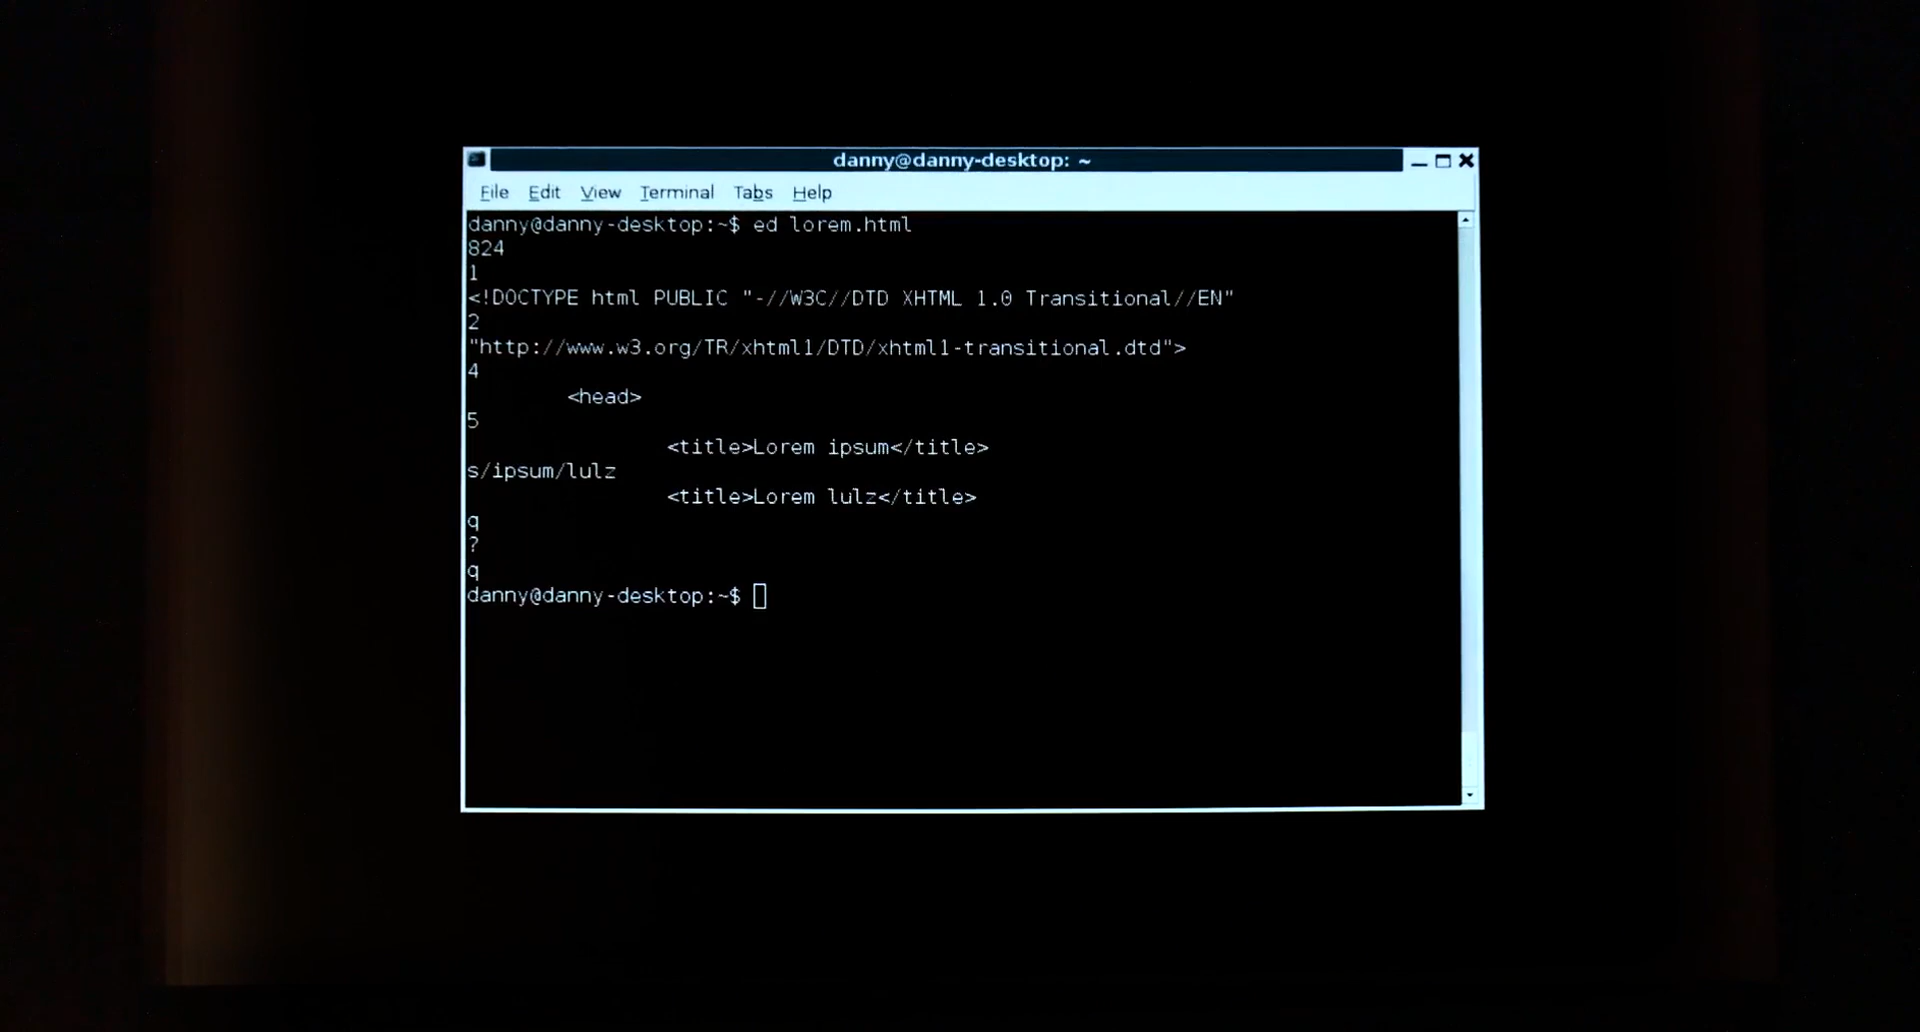 danny@danny-desktop: ~
File Edit View Terminal Tabs Help
danny@danny-desktop:~$ ed lorem.html
824
1
<!DOCTYPE html PUBLIC "-//W3C//DTD XHTML 1.0 Transitional//EN"
2
"http://www.w3.org/TR/xhtml1/DTD/xhtml1-transitional.dtd">
4
        <head>
5
                <title>Lorem ipsum</title>
s/ipsum/lulz
                <title>Lorem lulz</title>
q
?
q
danny@danny-desktop:~$